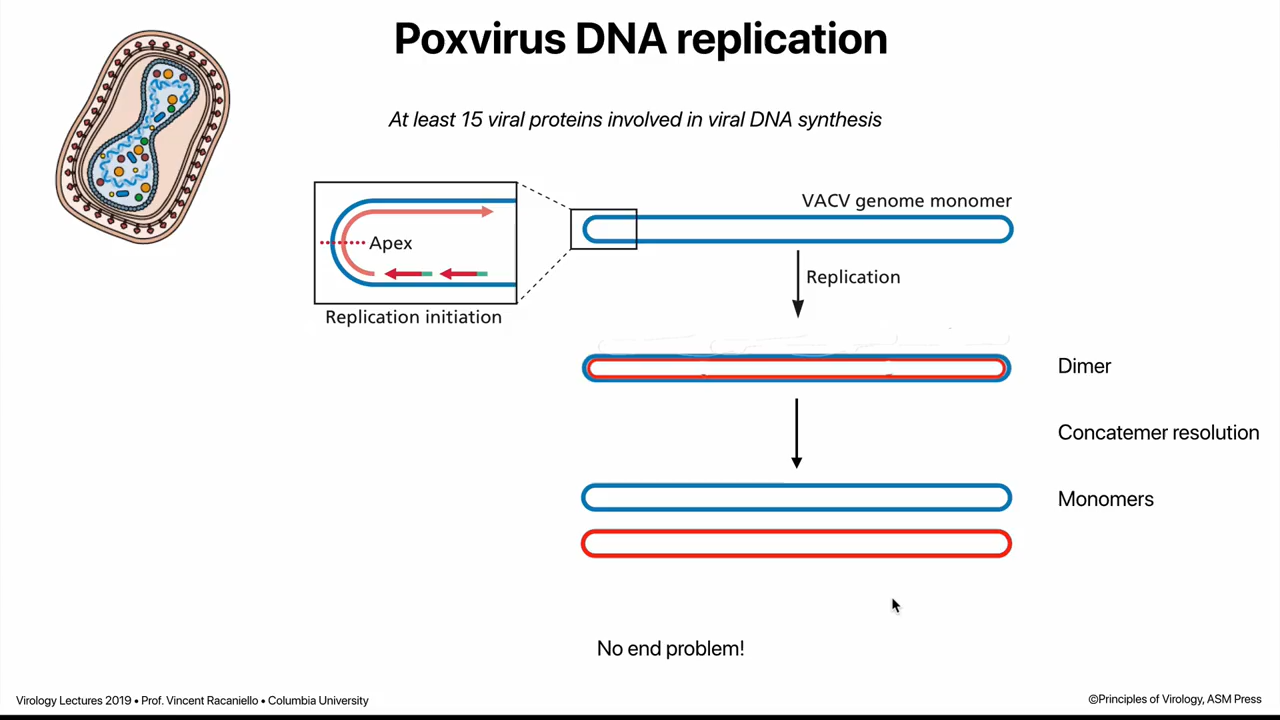 Poxvirus DNA replication
At least 15 viral proteins involved in viral DNA synthesis
VACV genome monomer
Apex
Replication
Replication initiation
Dimer
Concatemer resolution
Monomers
No end problem!
Virology Lectures 2019 • Prof. Vincent Racaniello • Columbia University
©Principles of Virology, ASM Press